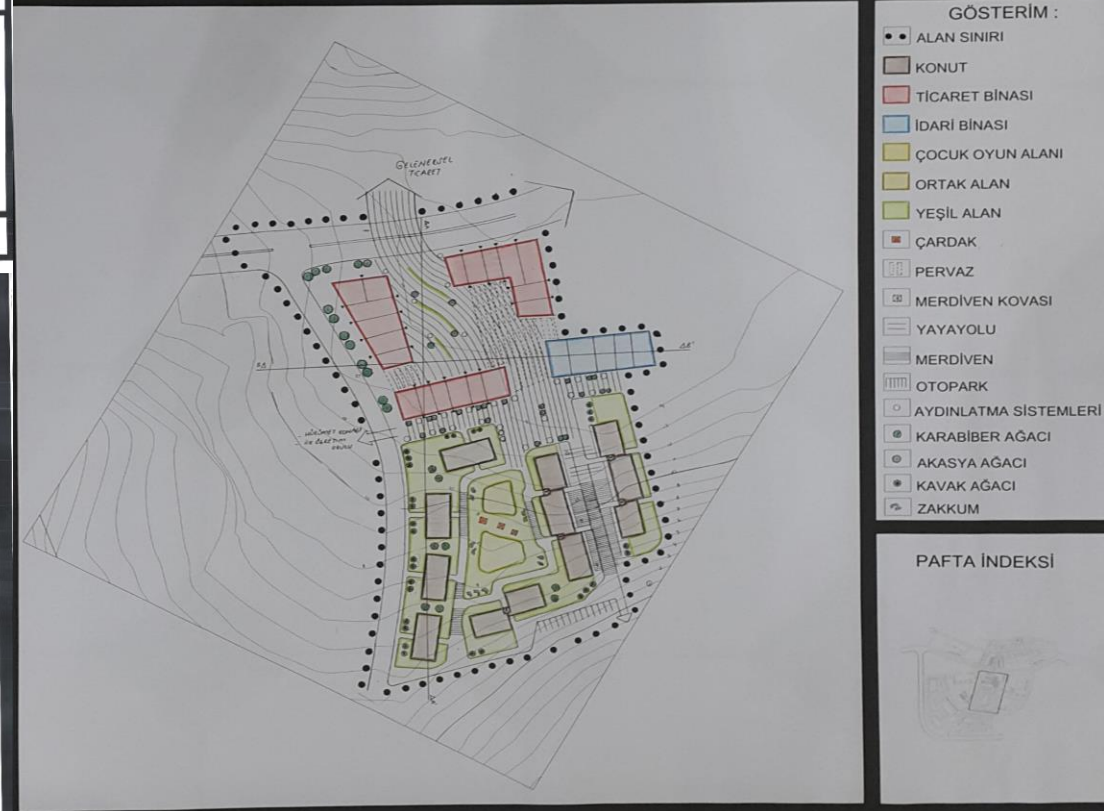 GELENEKSEL
TİCARET
GÖSTERİM :
ALAN SINIRI
KONUT
TİCARET BİNASI
İDARİ BİNASI
ÇOCUK OYUN ALANI
ORTAK ALAN
YEŞİL ALAN
ÇARDAK
PERVAZ
MERDİVEN KOVASI
YAYAYOLU
MERDİVEN
OTOPARK
AYDINLATMA SİSTEMLERİ
KARABİBER AĞACI
AKASYA AĞACI
KAVAK AĞACI
ZAKKUM
PAFTA İNDEKSİ